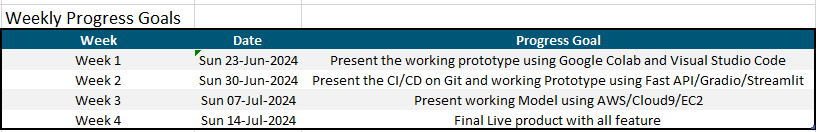 Weekly Progress Goals
Week Date Progress Goal
Week 1 Sun 23-Jun-2024 Present the working prototype using Google Colab and Visual Studio Code
Week 2 Sun 30-Jun-2024 Present the CI/CD on Git and working Prototype using Fast API/Gradio/Streamlit
Week 3 Sun 07-Jul-2024 Present working Model using AWS/Cloud9/EC2
Week 4 Sun 14-Jul-2024 Final Live product with all feature